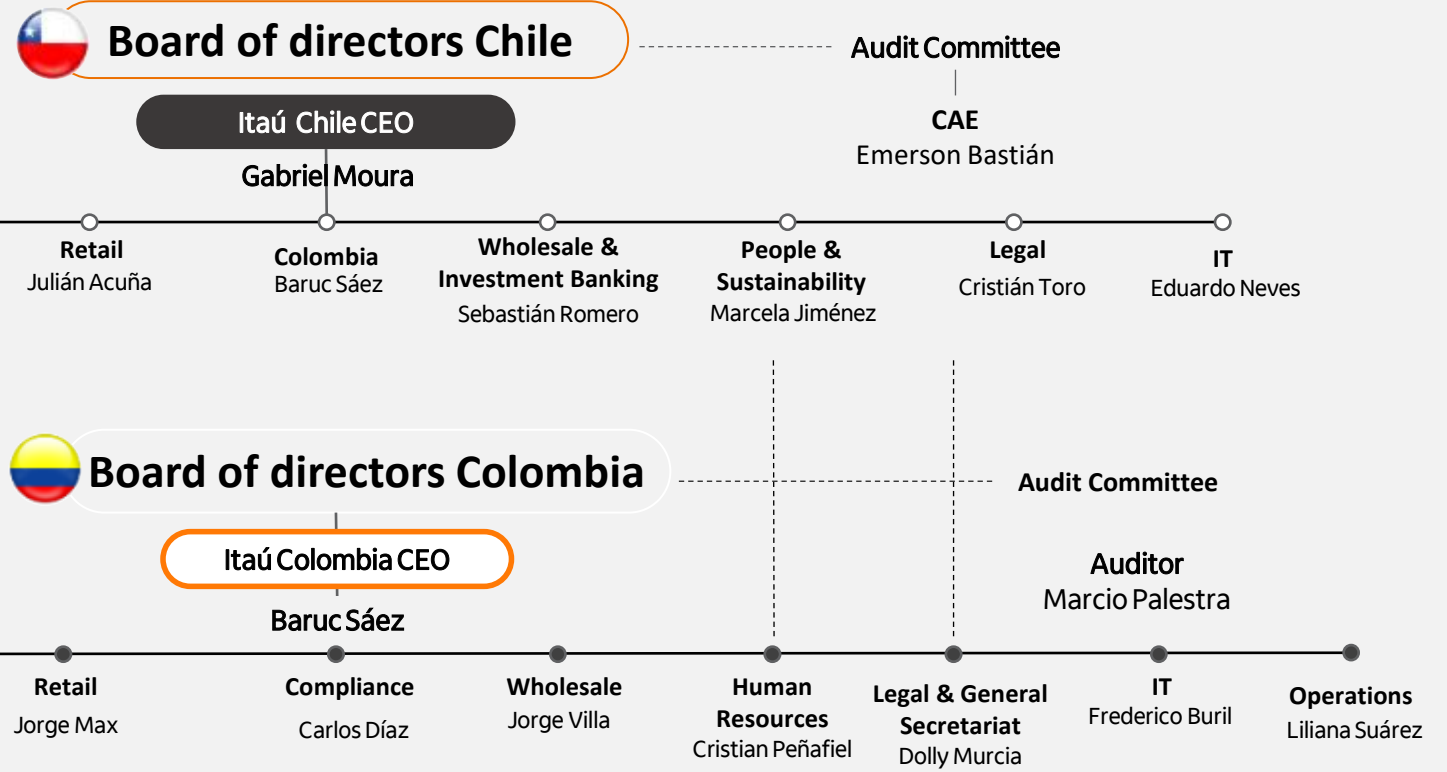 Board of directors Chile
Audit Committee
Itaú Chile CEO
CAE
Gabriel Moura
Emerson Bastián
Retail
Julián Acuña
Colombia
Baruc Sáez
Wholesale &
Investment Banking
Sebastián Romero
People &
Sustainability
Marcela Jiménez
Legal
Cristián Toro
IT
Eduardo Neves
Board of directors Colombia
Audit Committee
Itaú Colombia CEO
Auditor
Baruc Sáez
Marcio Palestra
Retail
Jorge Max
Compliance
Carlos Díaz
Wholesale
Jorge Villa
Human
Resources
Cristian Peñafiel
Legal & General
Secretariat
Dolly Murcia
IT
Frederico Buril
Operations
Liliana Suárez